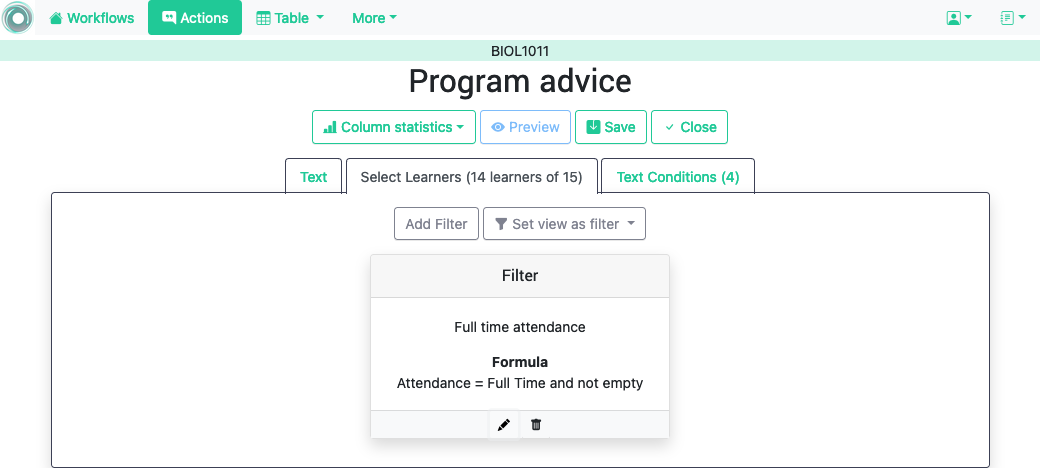 Workflows Actions Table More
BIOL1011
Program advice
Column statistics Preview Save Close
Text Select Learners (14 learners of 15) Text Conditions (4)
Add Filter Set view as filter
Filter
Full time attendance
Formula
Attendance = Full Time and not empty